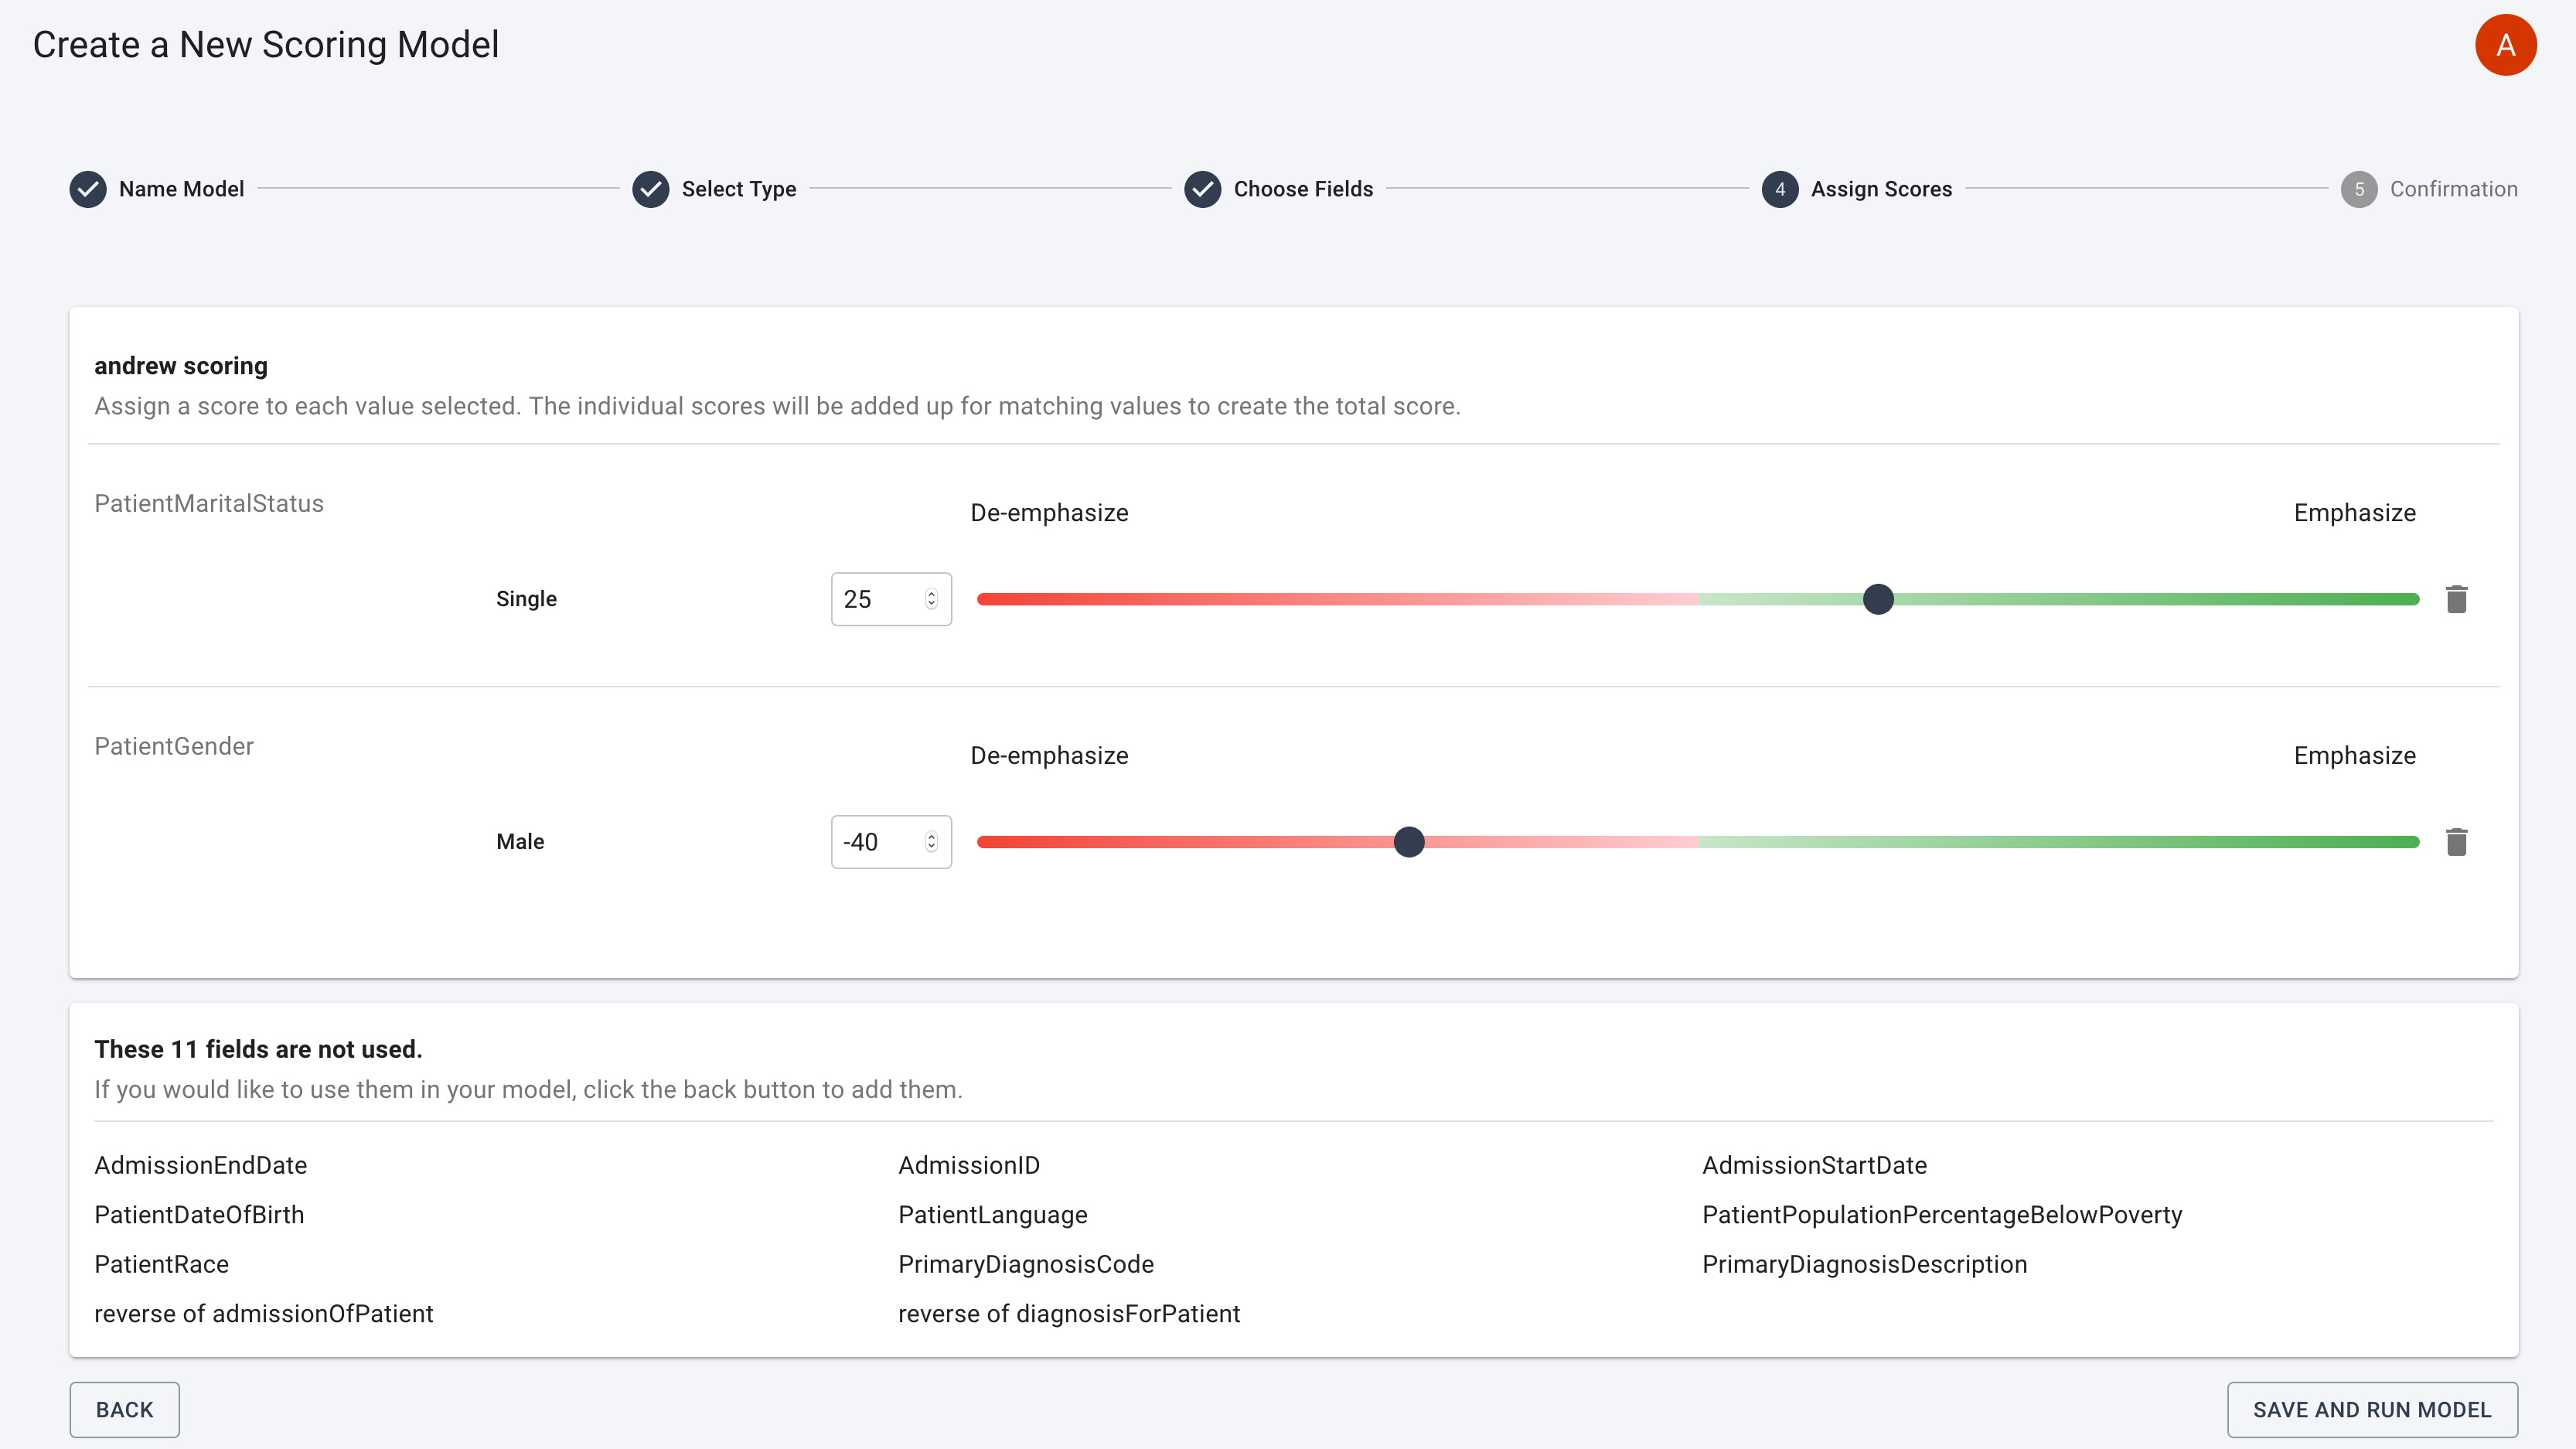 Create a New Scoring Model
A
Name Model
Select Type
Choose Fields
4 Assign Scores
5 Confirmation
andrew scoring
Assign a score to each value selected. The individual scores will be added up for matching values to create the total score.
PatientMaritalStatus
De-emphasize
Emphasize
Single
25
PatientGender
De-emphasize
Emphasize
Male
-40
These 11 fields are not used.
If you would like to use them in your model, click the back button to add them.
AdmissionEndDate
AdmissionID
AdmissionStartDate
PatientDateOfBirth
PatientLanguage
PatientPopulationPercentageBelowPoverty
PatientRace
PrimaryDiagnosisCode
PrimaryDiagnosisDescription
reverse of admissionOfPatient
reverse of diagnosisForPatient
BACK
SAVE AND RUN MODEL